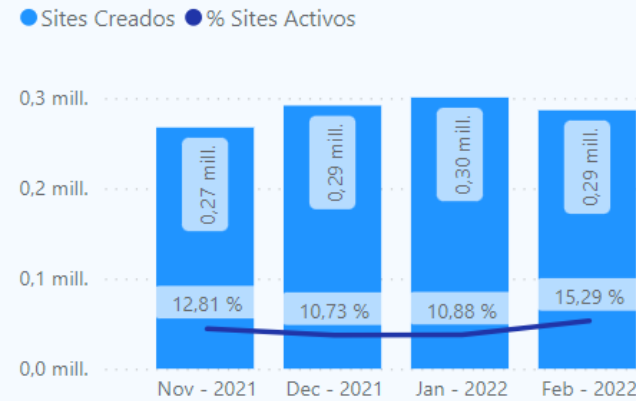 Sites Creados % Sites Activos
0,3 mill.
0,2 mill.
0,1 mill.
0,0 mill.
0,27 mill. 0,29 mill. 0,30 mill. 0,29 mill.
12,81 % 10,73 % 10,88 % 15,29 %
Nov - 2021 Dec - 2021 Jan - 2022 Feb - 2022